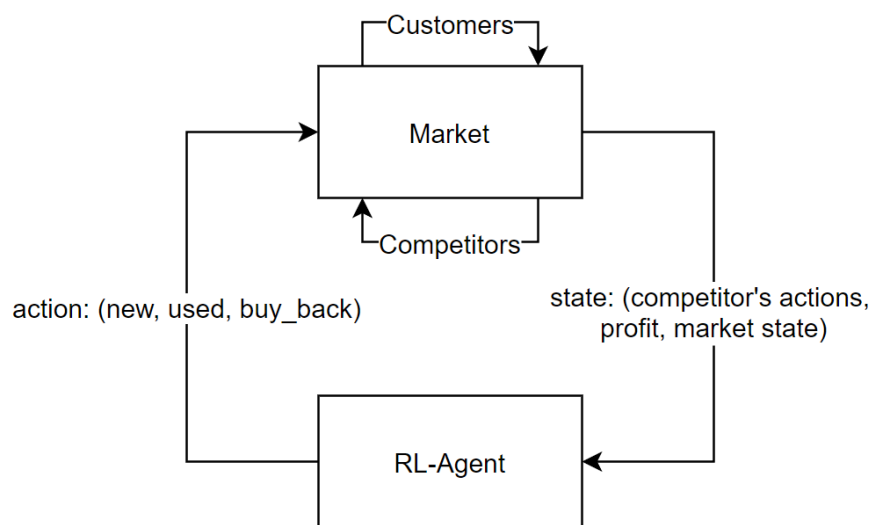 Customers
Market
Competitors
action: (new, used, buy_back)
state: (competitor's actions,
profit, market state)
RL-Agent